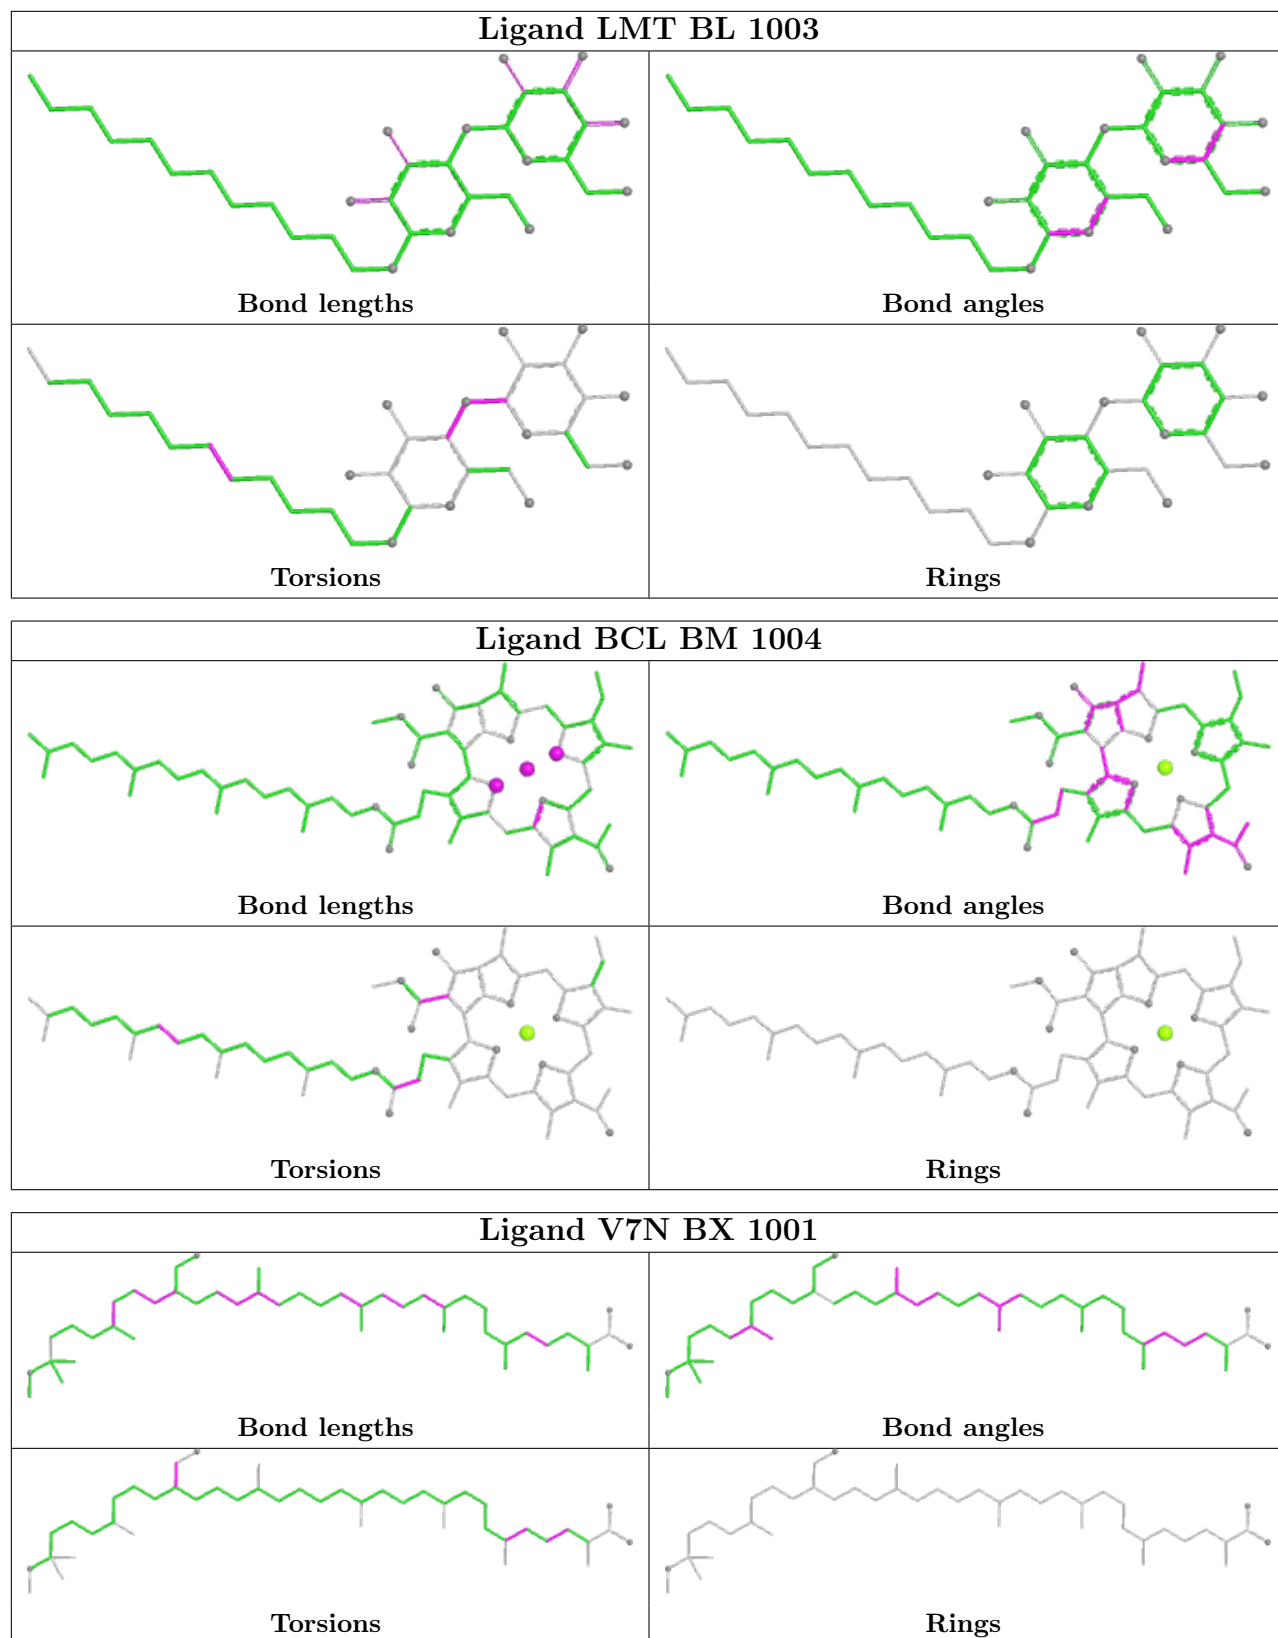 Ligand LMT BL 1003
Bond lengths
Bond angles
Torsions
Rings
Ligand BCL BM 1004
Bond lengths
Bond angles
Torsions
Rings
Ligand V7N BX 1001
Bond lengths
Bond angles
Torsions
Rings